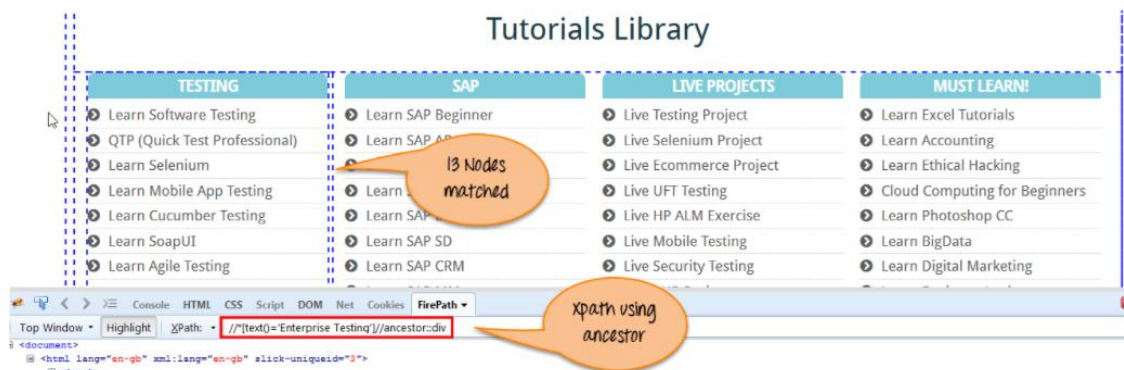 Tutorials Library
TESTING SAP LIVE PROJECTS MUST LEARN!
Learn Software Testing Learn SAP Beginner Live Testing Project Learn Excel Tutorials
QTP (Quick Test Professional) Learn SAP Live Selenium Project Learn Accounting
Learn Selenium Live Ecommerce Project Learn Ethical Hacking
Learn Mobile App Testing Learn Live UFT Testing Cloud Computing for Beginners
Learn Cucumber Testing Learn SAP Live HP ALM Exercise Learn Photoshop CC
Learn SoapUI Learn SAP SD Live Mobile Testing Learn BigData
Learn Agile Testing Learn SAP CRM Live Security Testing Learn Digital Marketing
13 Nodes
matched
Console HTML CSS Script DOM Net Cookies FirePath
Top Window Highlight XPath: //*[text()='Enterprise Testing']//ancestor::div
Xpath using
ancestor
<document>
<html lang="en-gb" xml:lang="en-gb" slick-uniqueid="3">